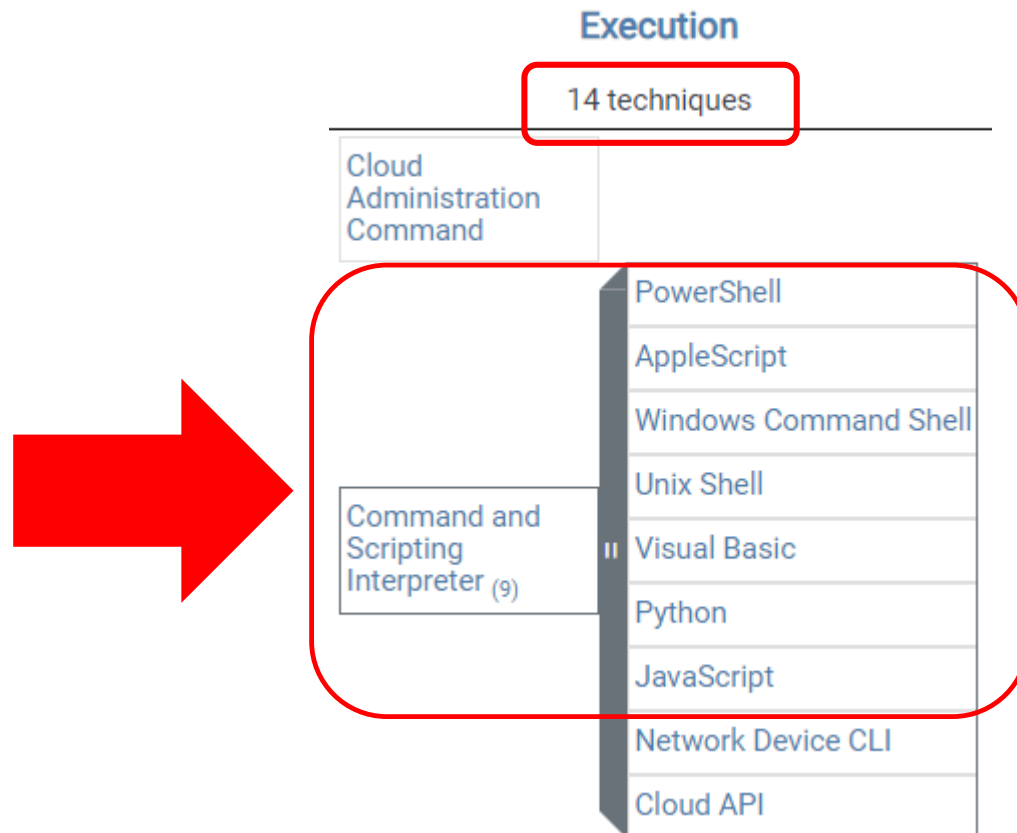 Execution
14 techniques
Cloud
Administration
Command
Command and
Scripting
Interpreter (9)
PowerShell
AppleScript
Windows Command Shell
Unix Shell
Visual Basic
Python
JavaScript
Network Device CLI
Cloud API